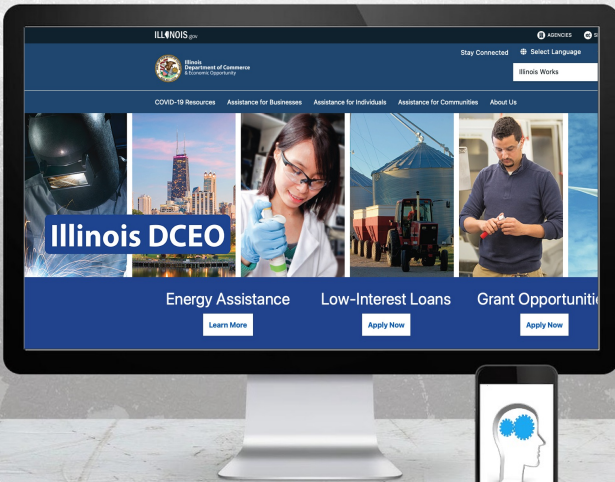 ILLINOIS.gov
AGENCIES
Stay Connected Select Language
Illinois
Department of Commerce
& Economic Opportunity
Illinois Works
COVID-19 Resources Assistance for Businesses Assistance for Individuals Assistance for Communities About Us
Illinois DCEO
Energy Assistance Low-Interest Loans Grant
Learn More Apply Now Apply Now